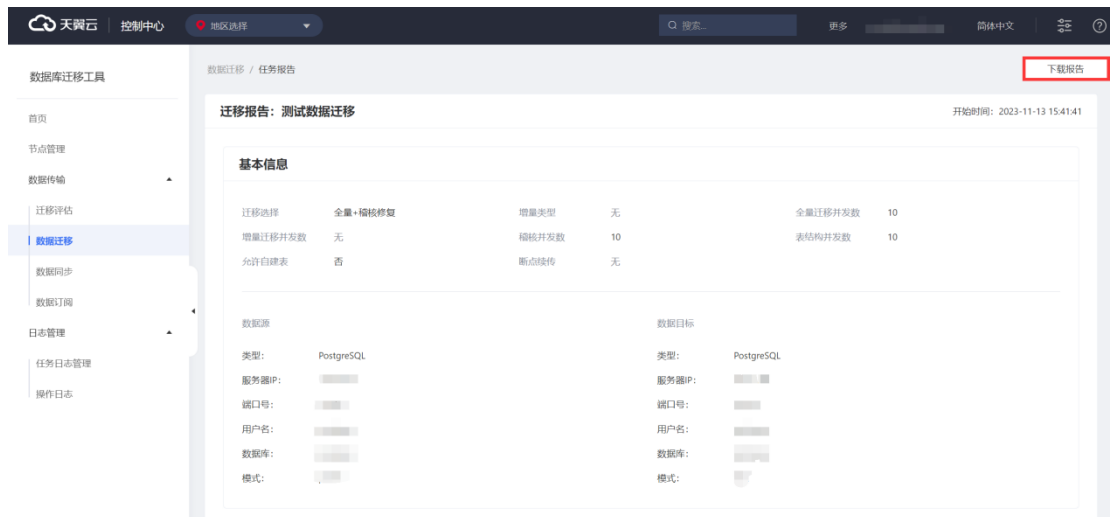 天翼云 控制中心 地区选择 搜索... 更多 简体中文
数据库迁移工具
首页
节点管理
数据传输
迁移评估
数据迁移
数据同步
数据订阅
日志管理
任务日志管理
操作日志
数据迁移 / 任务报告 下载报告
迁移报告：测试数据迁移 开始时间：2023-11-13 15:41:41
基本信息
迁移选择 全量+稽核修复 增量类型 无 全量迁移并发数 10
增量迁移并发数 无 稽核并发数 10 表结构并发数 10
允许自建表 否 断点续传 无
数据源 数据目标
类型： PostgreSQL 类型： PostgreSQL
服务器IP： 服务器IP：
端口号： 端口号：
用户名： 用户名：
数据库： 数据库：
模式： 模式：